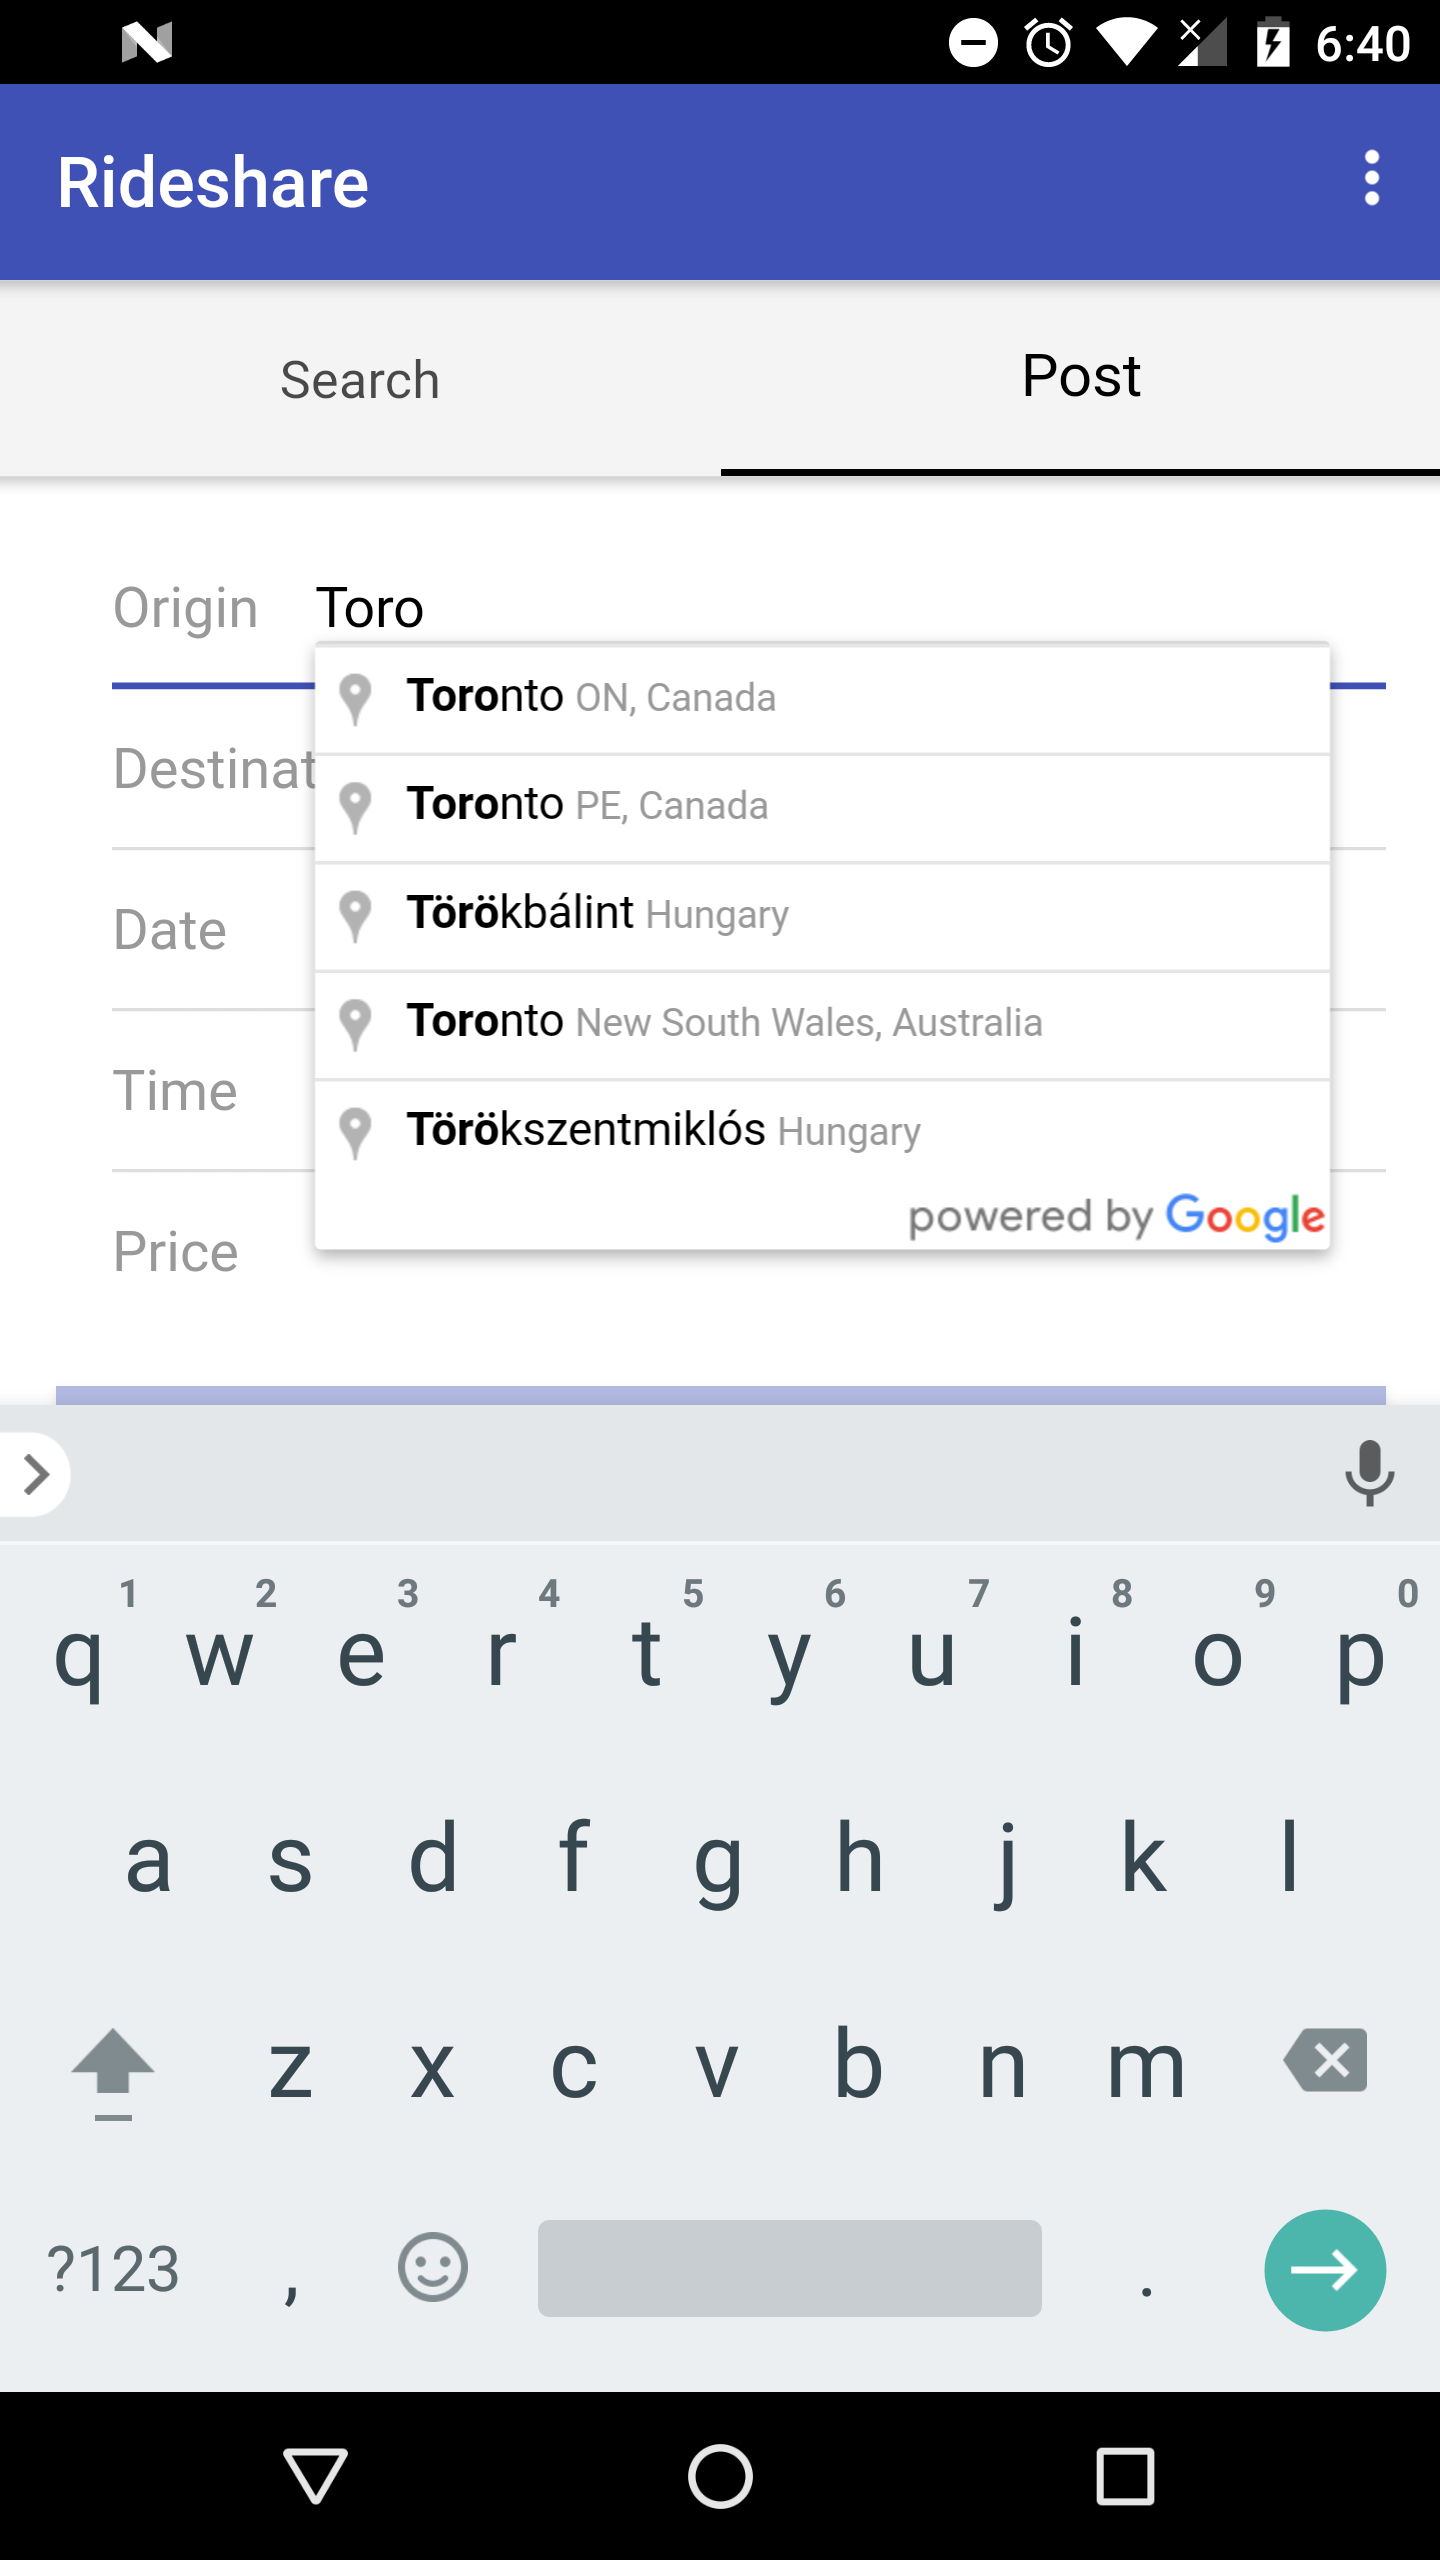 6:40
Rideshare
Search Post
Origin Toro
Toronto ON, Canada
Destinat
Toronto PE, Canada
Törökbálint Hungary
Date
Toronto New South Wales, Australia
Time
Törökszentmiklós Hungary
powered by Google
Price
1 2 3 4 5 6 7 8 9 0
q w e r t y u i o p
a s d f g h j k l
z x c v b n m
?123 , .